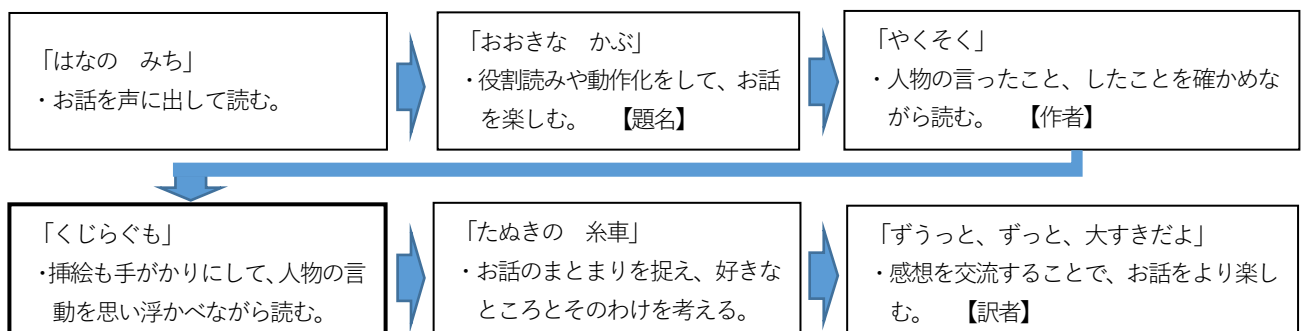 「はなの　みち」
・お話を声に出して読む。
「おおきな　かぶ」
・役割読みや動作化をして、お話
を楽しむ。　【題名】
「やくそく」
・人物の言ったこと、したことを確かめな
がら読む。　【作者】
「くじらぐも」
・挿絵も手がかりにして、人物の言
動を思い浮かべながら読む。
「たぬきの　糸車」
・お話のまとまりを捉え、好きな
ところとそのわけを考える。
「ずうっと、ずっと、大すきだよ」
・感想を交流することで、お話をより楽し
む。　【訳者】